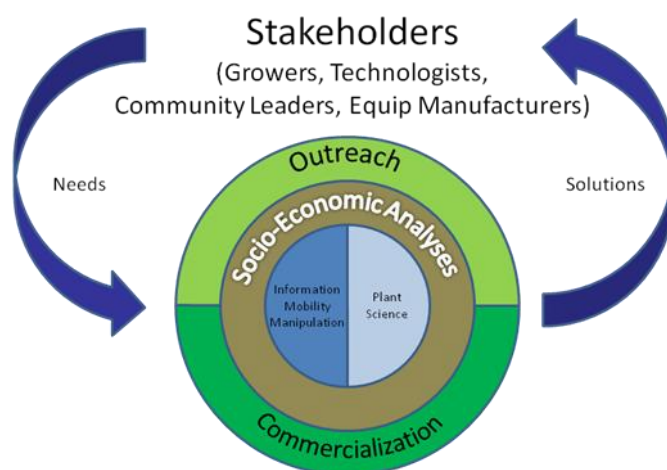 Stakeholders
(Growers, Technologists,
Community Leaders, Equip Manufacturers)
Outreach
Needs
Solutions
Socio-Economic Analyses
Information
Mobility
Manipulation
Plant
Science
Commercialization